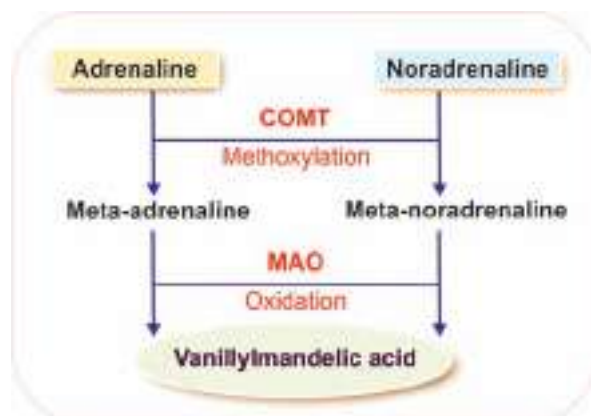 Adrenaline Noradrenaline
COMT
Methoxylation
Meta-adrenaline Meta-noradrenaline
MAO
Oxidation
Vanillylmandelic acid